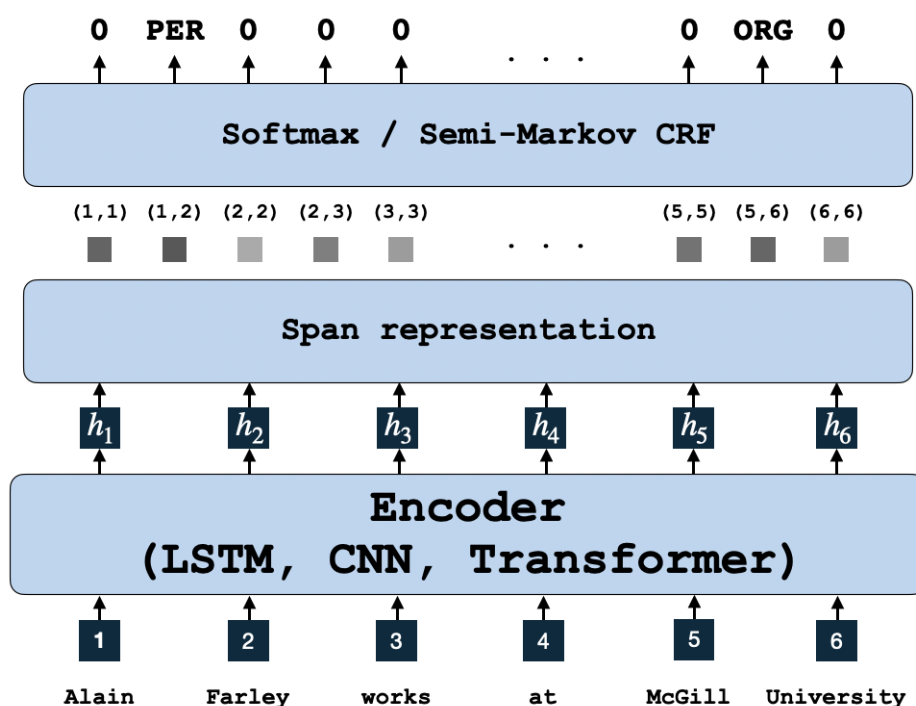 0 PER 0 0 0 . . . 0 ORG 0
Softmax / Semi-Markov CRF
(1,1) (1,2) (2,2) (2,3) (3,3) (5,5) (5,6) (6,6)
. . .
Span representation
h1 h2 h3 h4 h5 h6
Encoder
(LSTM, CNN, Transformer)
1 2 3 4 5 6
Alain Farley works at McGill University